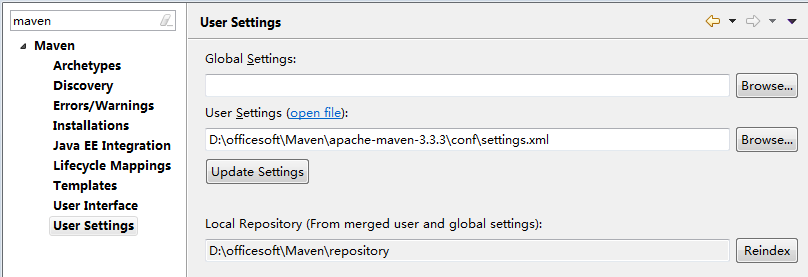 maven
Maven
Archetypes
Discovery
Errors/Warnings
Installations
Java EE Integration
Lifecycle Mappings
Templates
User Interface
User Settings
User Settings
Global Settings:
Browse...
User Settings (open file):
D:\officesoft\Maven\apache-maven-3.3.3\conf\settings.xml
Browse...
Update Settings
Local Repository (From merged user and global settings):
D:\officesoft\Maven\repository
Reindex